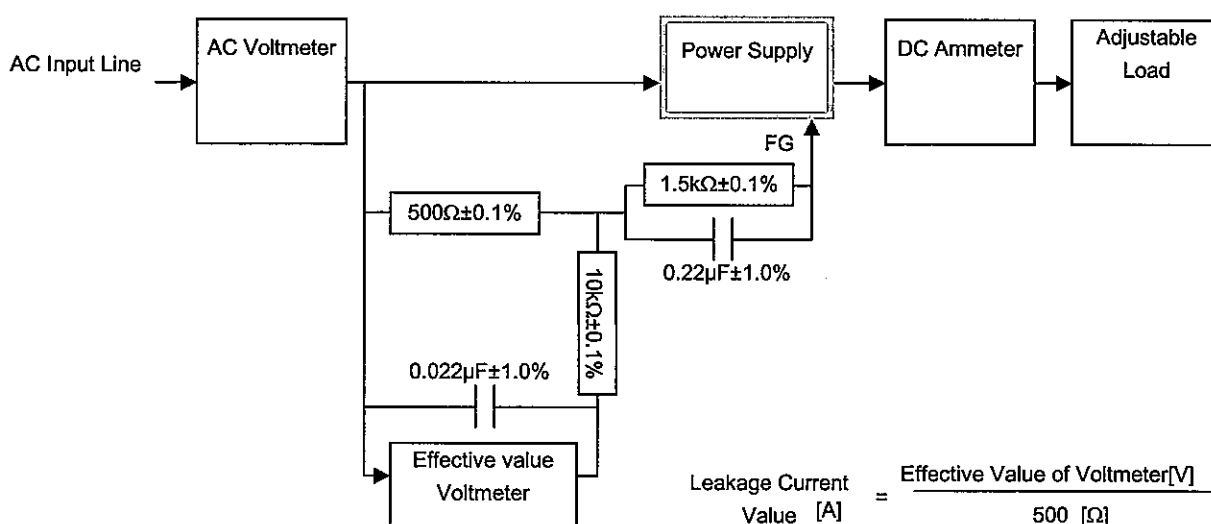 AC Input Line
AC Voltmeter
Power Supply
DC Ammeter
Adjustable
Load
FG
1.5kΩ±0.1%
500Ω±0.1%
0.22µF±1.0%
10kΩ±0.1%
0.022µF±1.0%
Effective value
Voltmeter
Leakage Current
Value [A]
=
Effective Value of Voltmeter[V]
500 [Ω]